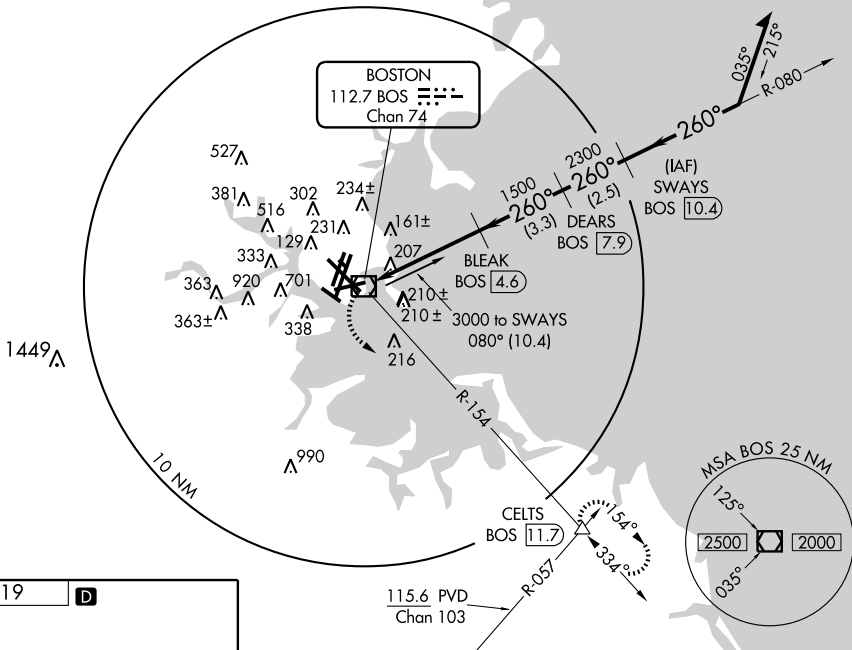 BOSTON
112.7 BOS
Chan 74
035°
215°
R-080
260°
2300
(IAF)
SWAYS
BOS 10.4
260°
(2.5)
1500
DEARS
BOS 7.9
260°
(3.3)
BLEAK
BOS 4.6
527
381
302
234±
516
231
161±
129
207
333
363
920
701
210±
210±
363±
338
3000 to SWAYS
080° (10.4)
216
1449
R-154
990
10 NM
MSA BOS 25 NM
125°
2500
2000
035°
CELTS
BOS 11.7
154°
334°
R-057
115.6 PVD
Chan 103
19
D